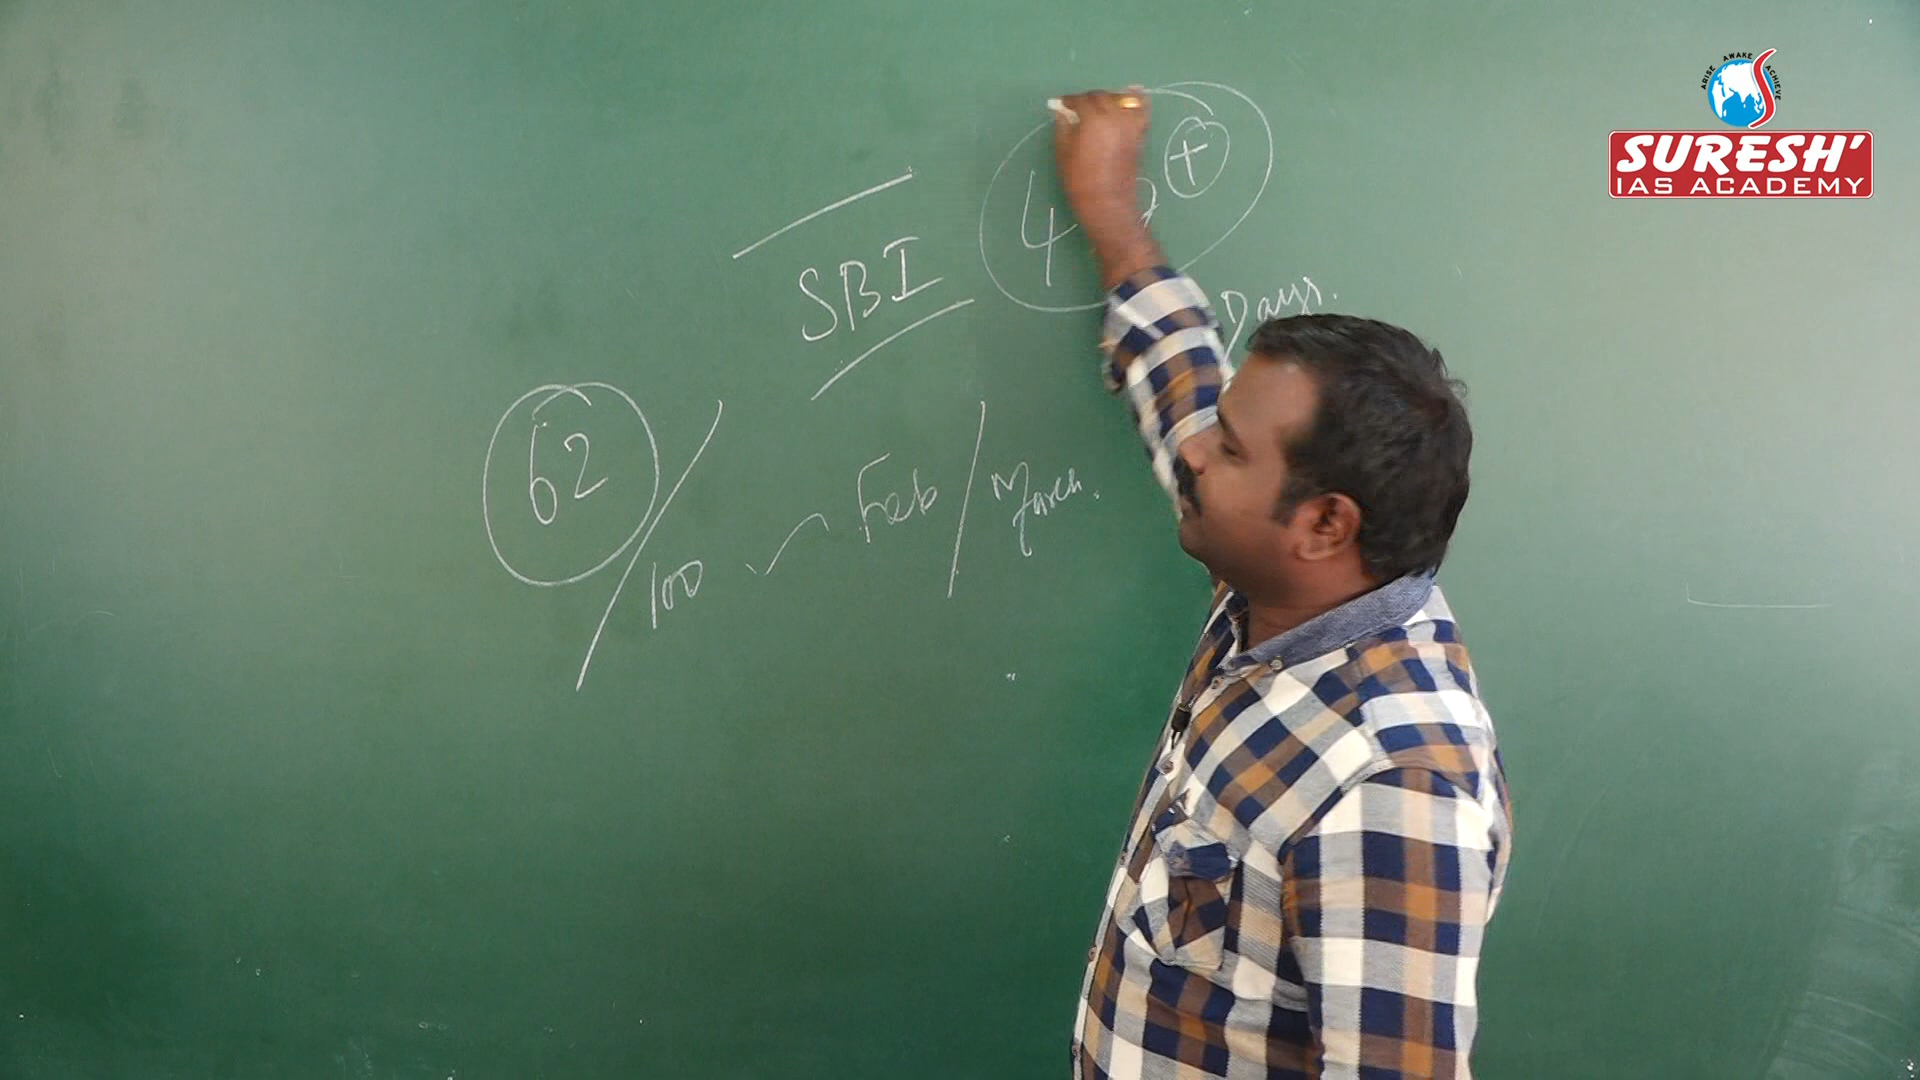 ARISE AWAKE ACHIEVE
SURESH'
IAS ACADEMY
+
SBI 4
Days.
62/100 Feb/March.